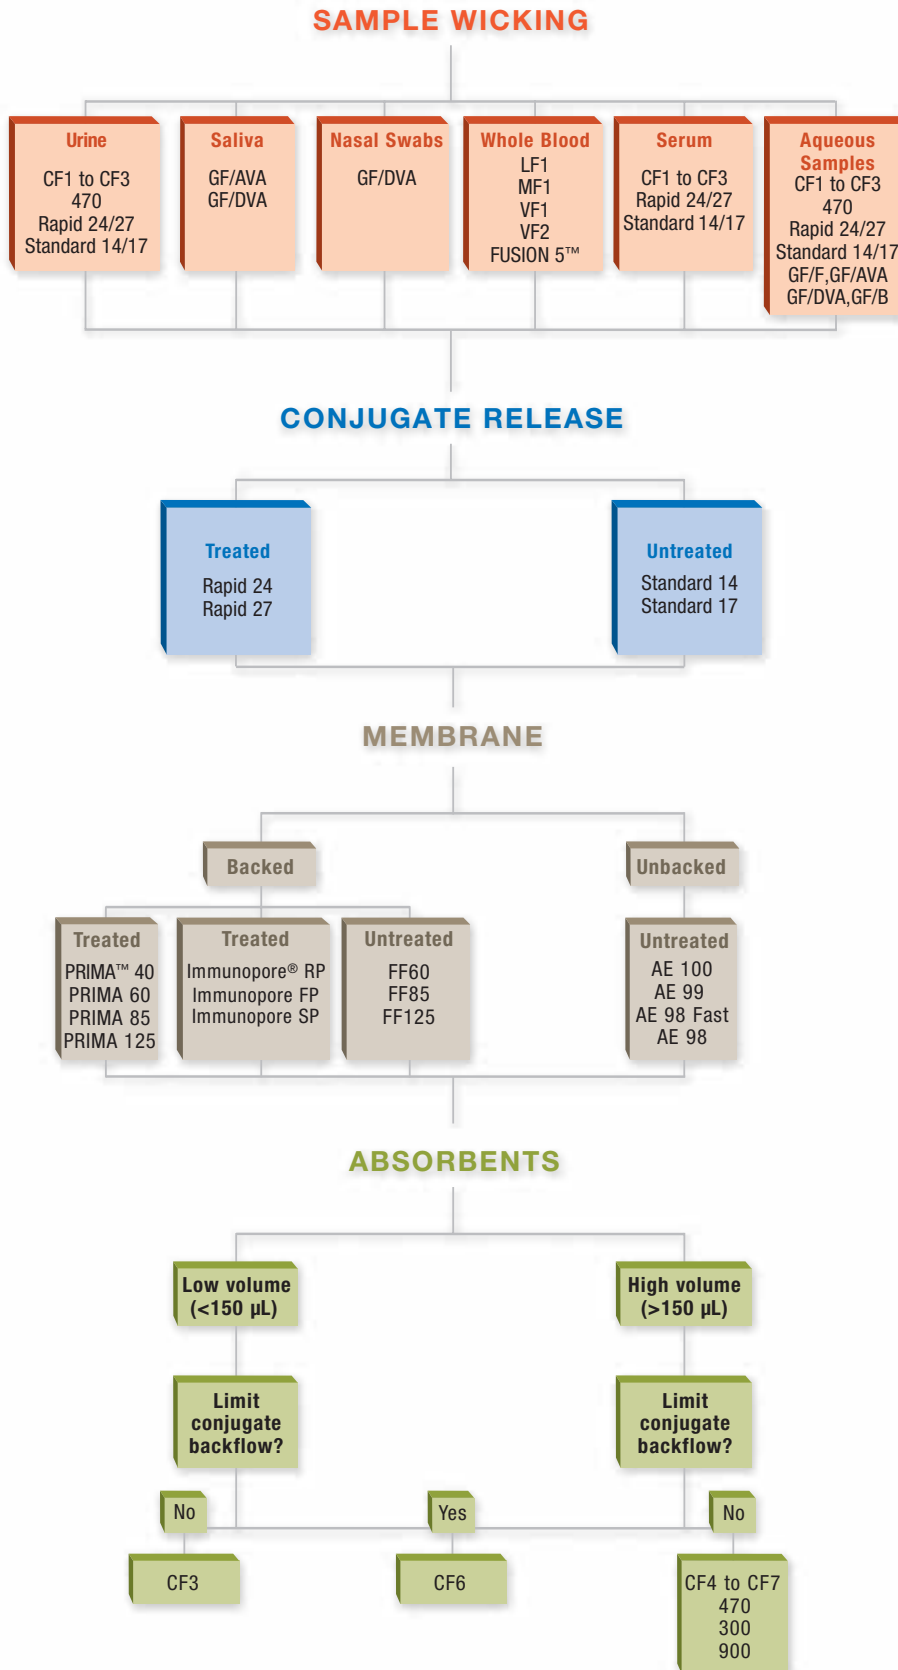 SAMPLE WICKING
Urine
CF1 to CF3
470
Rapid 24/27
Standard 14/17
Saliva
GF/AVA
GF/DVA
Nasal Swabs
GF/DVA
Whole Blood
LF1
MF1
VF1
VF2
FUSION 5™
Serum
CF1 to CF3
Rapid 24/27
Standard 14/17
Aqueous
Samples
CF1 to CF3
470
Rapid 24/27
Standard 14/17
GF/F,GF/AVA
GF/DVA,GF/B
CONJUGATE RELEASE
Treated
Rapid 24
Rapid 27
Untreated
Standard 14
Standard 17
MEMBRANE
Backed
Unbacked
Treated
PRIMA™ 40
PRIMA 60
PRIMA 85
PRIMA 125
Treated
Immunopore® RP
Immunopore FP
Immunopore SP
Untreated
FF60
FF85
FF125
Untreated
AE 100
AE 99
AE 98 Fast
AE 98
ABSORBENTS
Low volume
(<150 µL)
High volume
(>150 µL)
Limit
conjugate
backflow?
Limit
conjugate
backflow?
No
Yes
No
CF3
CF6
CF4 to CF7
470
300
900